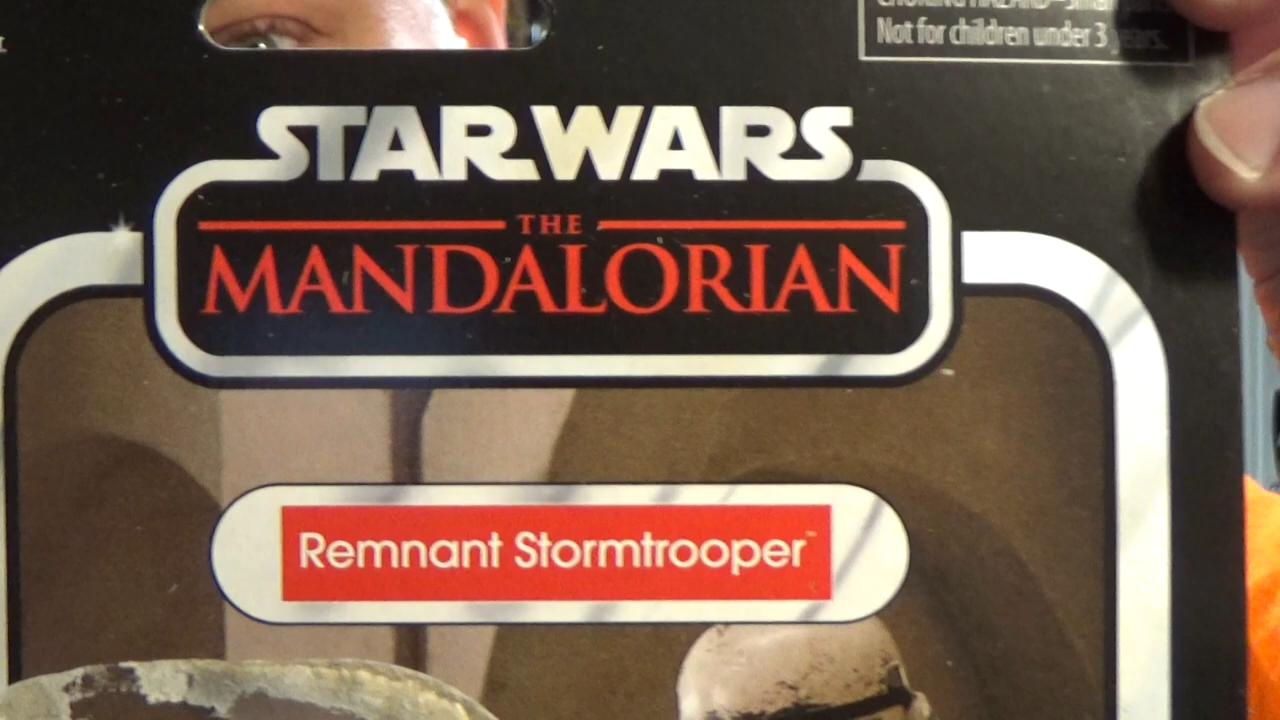 Not for children under 3 years.
STAR WARS
THE
MANDALORIAN
Remnant Stormtrooper™